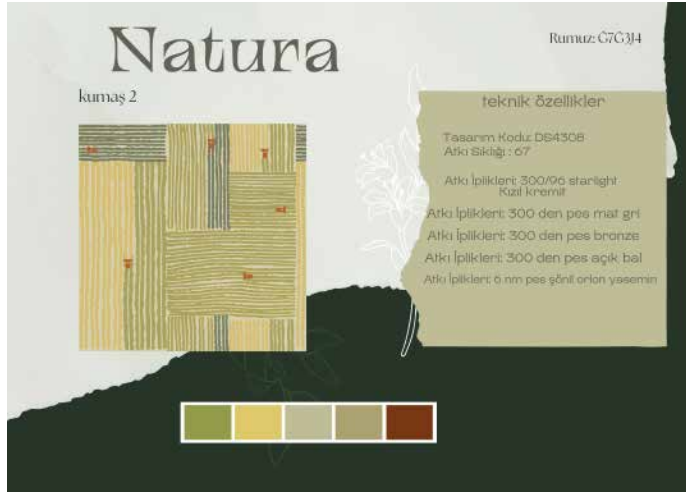 Natura
Rumuz: G7G3J4
kumaş 2
teknik özellikler
Tasarım Kodu: DS4308
Atkı Sıklığı : 67
Atkı İplikleri: 300/96 starlight
Kızıl kremit
Atkı İplikleri: 300 den pes mat gri
Atkı İplikleri: 300 den pes bronze
Atkı İplikleri: 300 den pes açık bal
Atkı İplikleri: 6 nm pes şönil orion yasemin